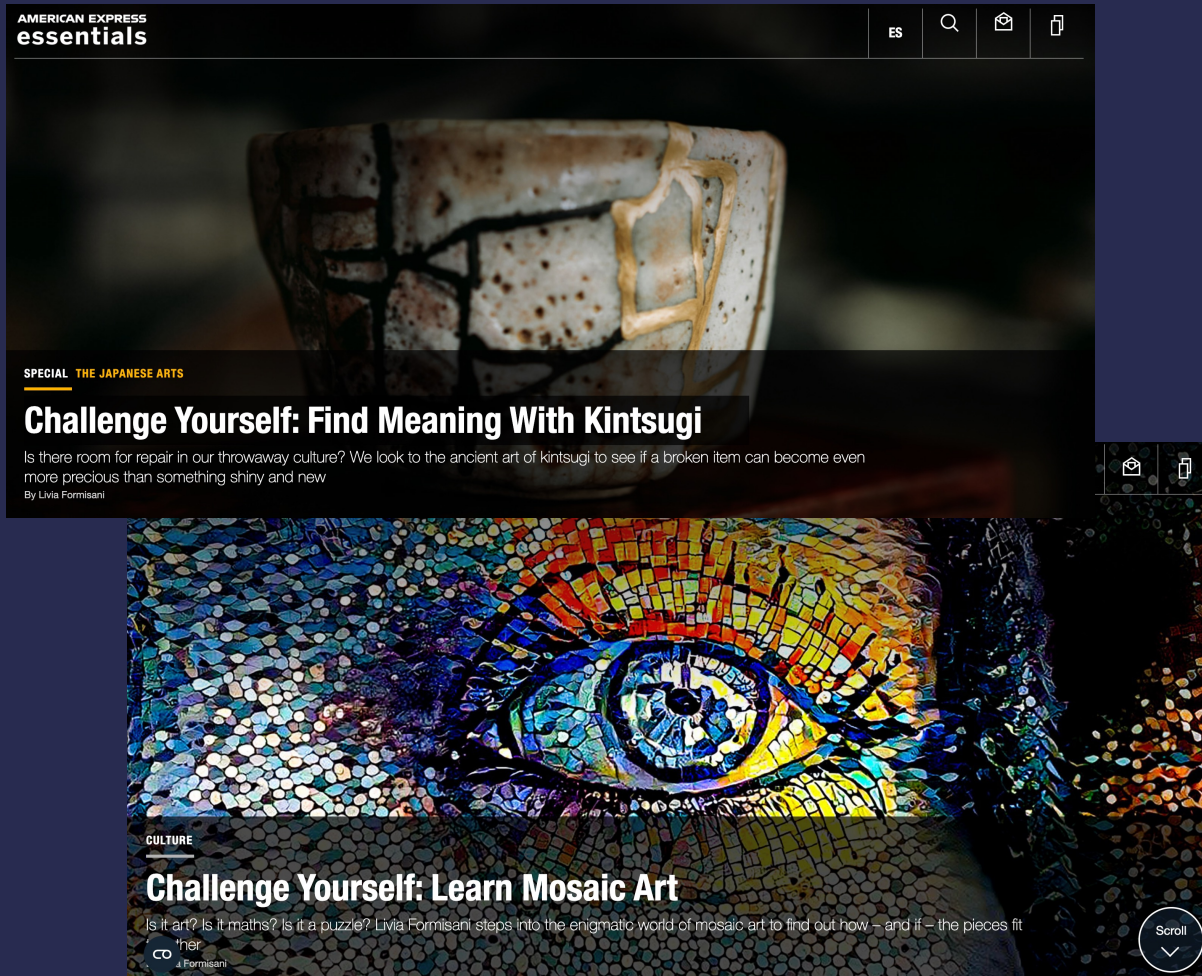 AMERICAN EXPRESS
essentials
ES
SPECIAL THE JAPANESE ARTS
Challenge Yourself: Find Meaning With Kintsugi
Is there room for repair in our throwaway culture? We look to the ancient art of kintsugi to see if a broken item can become even
more precious than something shiny and new
By Livia Formisani
CULTURE
Challenge Yourself: Learn Mosaic Art
Is it art? Is it maths? Is it a puzzle? Livia Formisani steps into the enigmatic world of mosaic art to find out how – and if – the pieces fit
Formisani
Scroll